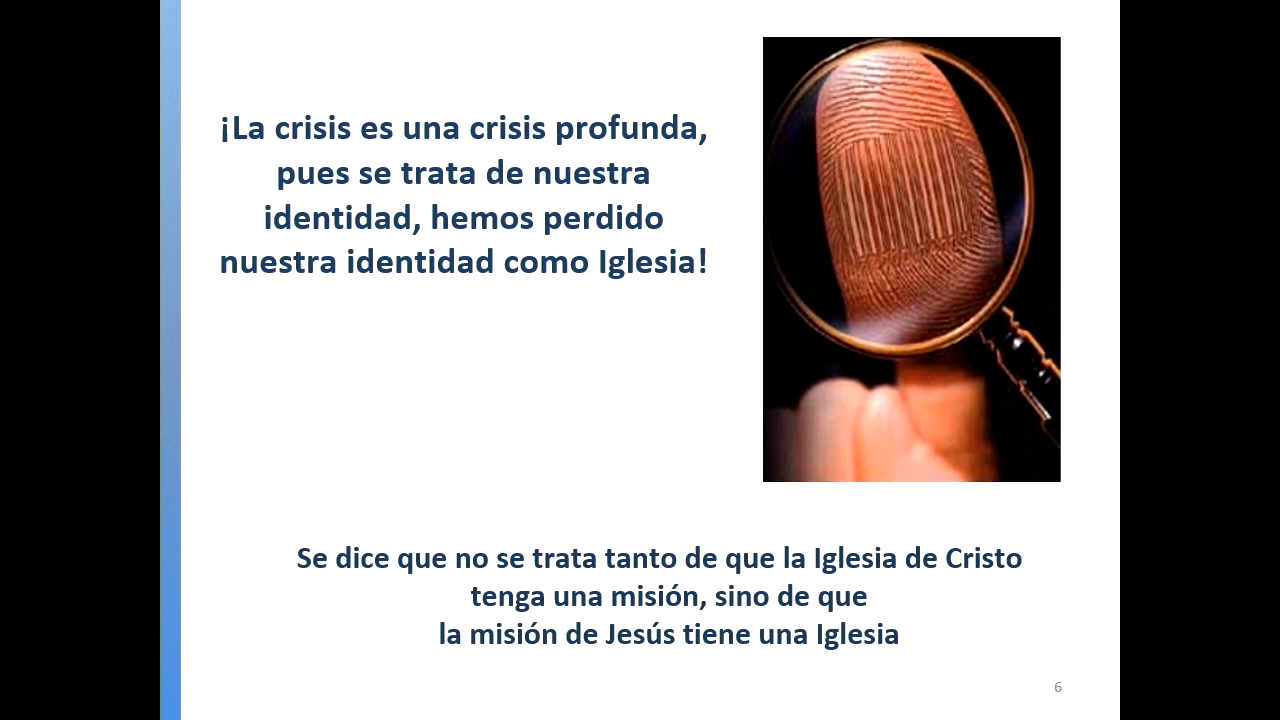 ¡La crisis es una crisis profunda,
pues se trata de nuestra
identidad, hemos perdido
nuestra identidad como Iglesia!
Se dice que no se trata tanto de que la Iglesia de Cristo
tenga una misión, sino de que
la misión de Jesús tiene una Iglesia
6